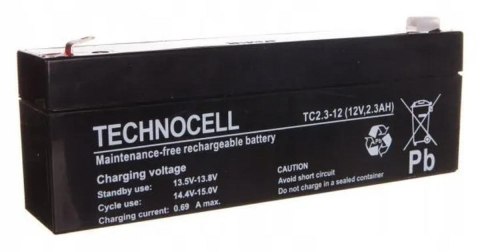 TECHNOCELL
TC2.3-12 (12V,2.3AH)
Maintenance-free rechargeable battery
Charging voltage
Standby use: 13.5V-13.8V
Cycle use: 14.4V-15.0V
Charging current: 0.69 A max.
CAUTION
Avoid short circuit
Do not charge in a sealed container
Pb